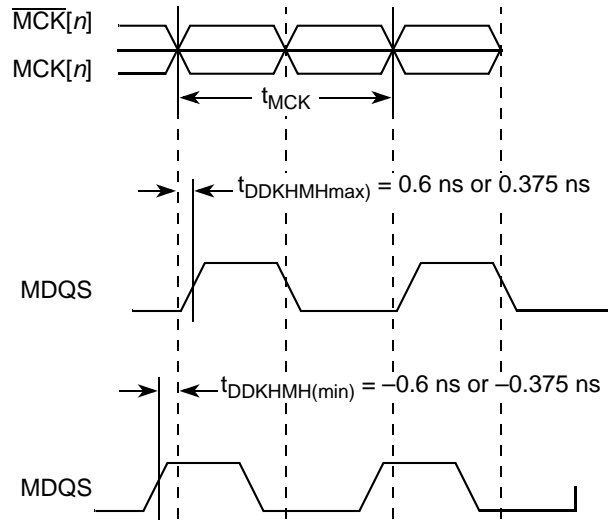 MCK[n]
MCK[n]
tMCK
tDDKHMHmax) = 0.6 ns or 0.375 ns
MDQS
tDDKHMH(min) = –0.6 ns or –0.375 ns
MDQS